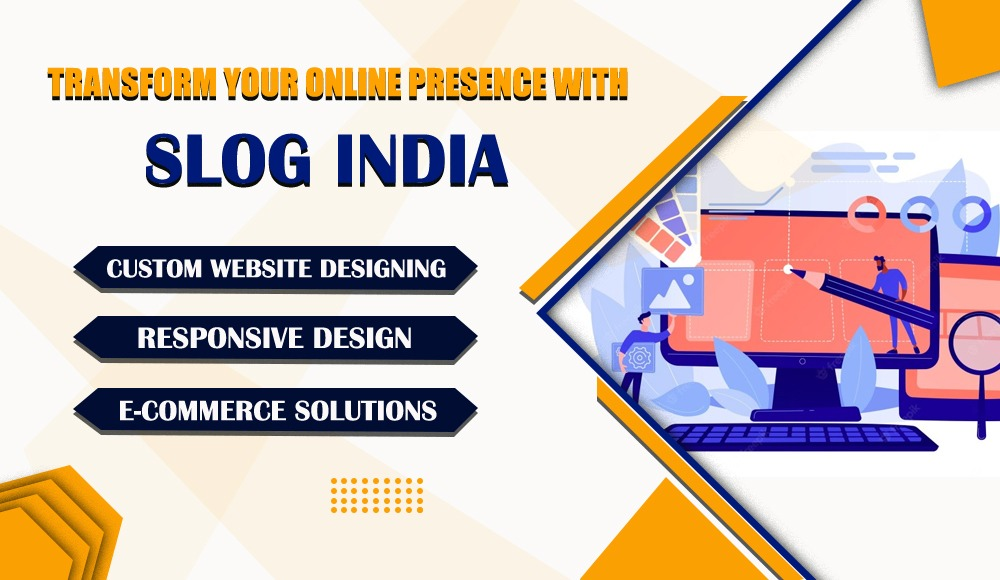 TRANSFORM YOUR ONLINE PRESENCE WITH
SLOG INDIA
CUSTOM WEBSITE DESIGNING
RESPONSIVE DESIGN
E-COMMERCE SOLUTIONS